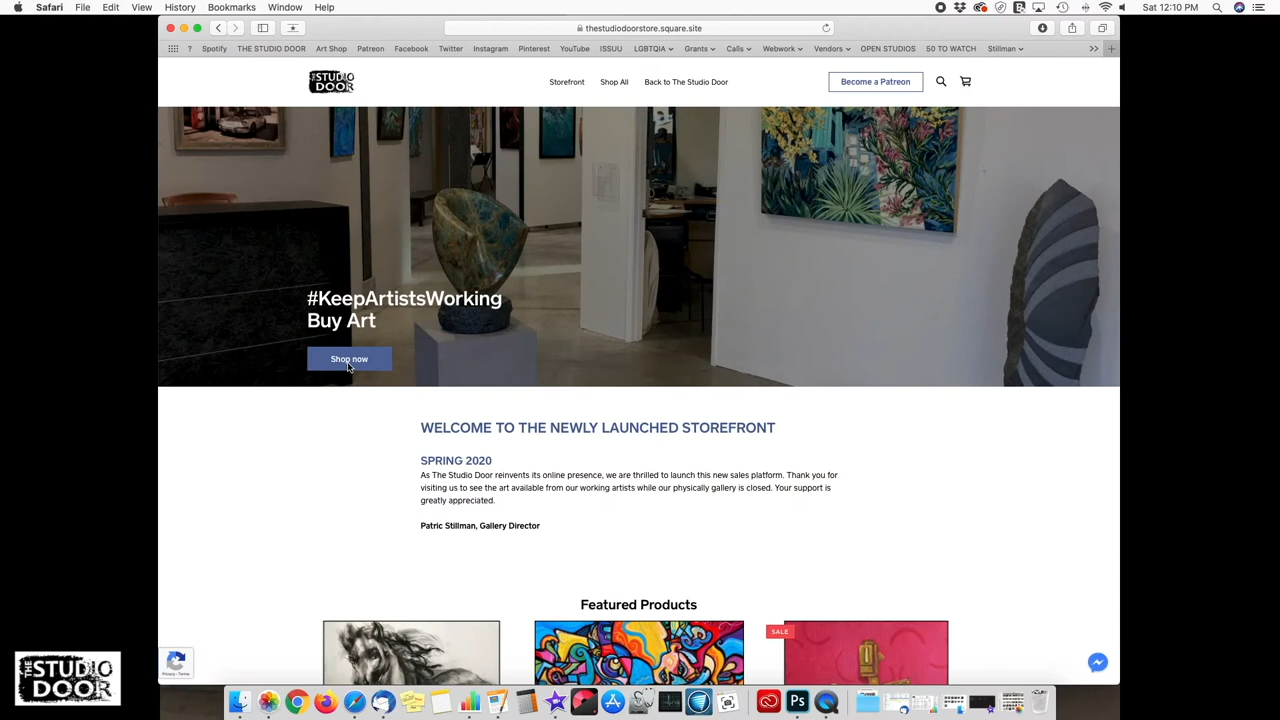 Safari File Edit View History Bookmarks Window Help Sat 12:10 PM
thestudiodoorstore.square.site
? Spotify THE STUDIO DOOR Art Shop Patreon Facebook Twitter Instagram Pinterest YouTube ISSUU LGBTQIA Grants Calls Webwork Vendors OPEN STUDIOS 50 TO WATCH Stillman >> +
THE STUDIO DOOR
Storefront Shop All Back to The Studio Door Become a Patreon
#KeepArtistsWorking
Buy Art
Shop now
WELCOME TO THE NEWLY LAUNCHED STOREFRONT
SPRING 2020
As The Studio Door reinvents its online presence, we are thrilled to launch this new sales platform. Thank you for
visiting us to see the art available from our working artists while our physically gallery is closed. Your support is
greatly appreciated.
Patric Stillman, Gallery Director
Featured Products
SALE
Privacy - Terms
THE STUDIO
DOOR
Ps